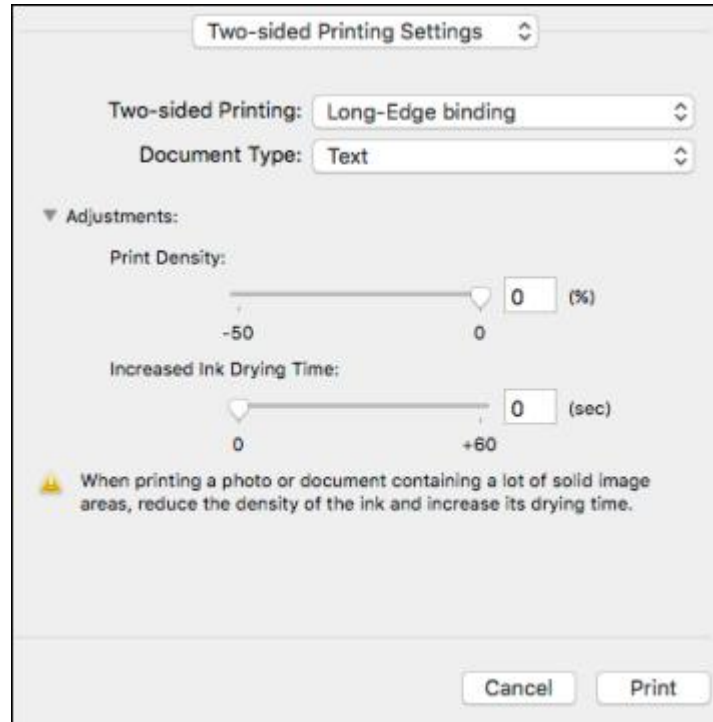 Two-sided Printing Settings
Two-sided Printing: Long-Edge binding
Document Type: Text
Adjustments:
Print Density:
0 (%)
-50 0
Increased Ink Drying Time:
0 (sec)
0 +60
When printing a photo or document containing a lot of solid image
areas, reduce the density of the ink and increase its drying time.
Cancel Print